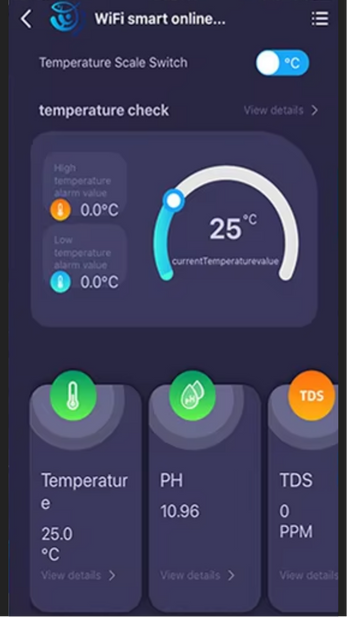 WiFi smart online...
Temperature Scale Switch
°C
temperature check
View details >
High
temperature
alarm value
0.0°C
Low
temperature
alarm value
0.0°C
25°C
currentTemperaturevalue
TDS
Temperatur
e
25.0
°C
View details >
PH
PH
10.96
View details >
TDS
0
PPM
View details